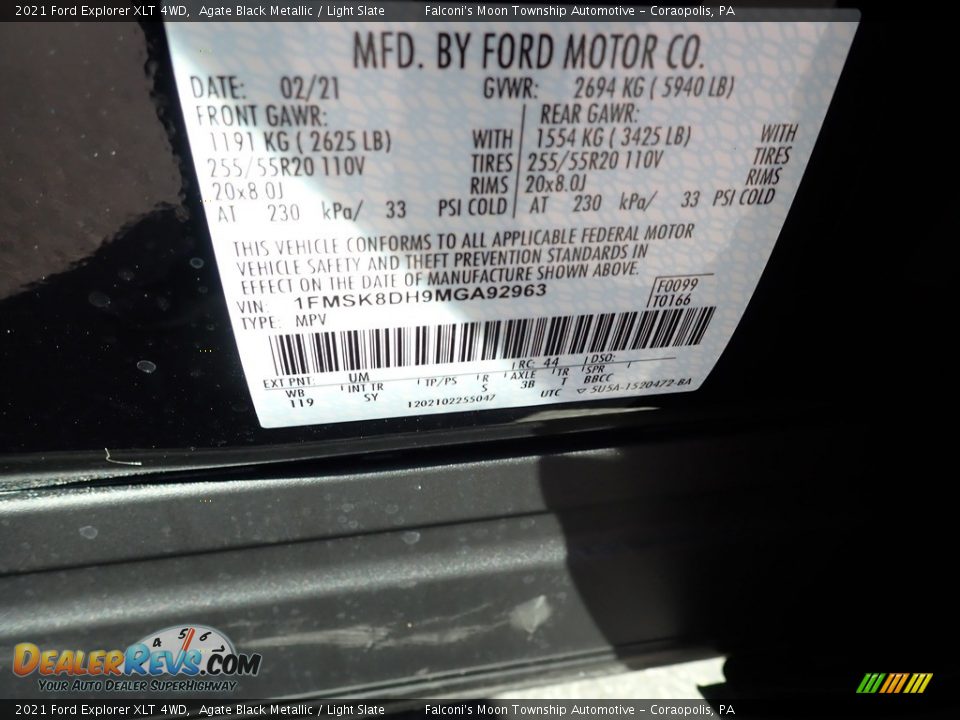 2021 Ford Explorer XLT 4WD, Agate Black Metallic / Light Slate Falconi's Moon Township Automotive - Coraopolis, PA
MFD. BY FORD MOTOR CO.
DATE: 02/21 GVWR: 2694 KG ( 5940 LB)
FRONT GAWR: REAR GAWR:
1191 KG ( 2625 LB) WITH 1554 KG ( 3425 LB) WITH
255/55R20 110V TIRES 255/55R20 110V TIRES
20x8.0J RIMS 20x8.0J RIMS
AT 230 kPa/ 33 PSI COLD AT 230 kPa/ 33 PSI COLD
THIS VEHICLE CONFORMS TO ALL APPLICABLE FEDERAL MOTOR
VEHICLE SAFETY AND THEFT PREVENTION STANDARDS IN
EFFECT ON THE DATE OF MANUFACTURE SHOWN ABOVE.
VIN: 1FMSK8DH9MGA92963 F0099
TYPE: MPV T0166
EXT PNT: UM RC: 44 DSO:
WB INT TR TP/PS R AXLE TR SPR
119 SY S 3B T BBCC
1202102255047 UTC ▽ 5U5A-1520472-BA
4 5 6
DEALERREVS.COM
YOUR AUTO DEALER SUPERHIGHWAY
2021 Ford Explorer XLT 4WD, Agate Black Metallic / Light Slate Falconi's Moon Township Automotive - Coraopolis, PA